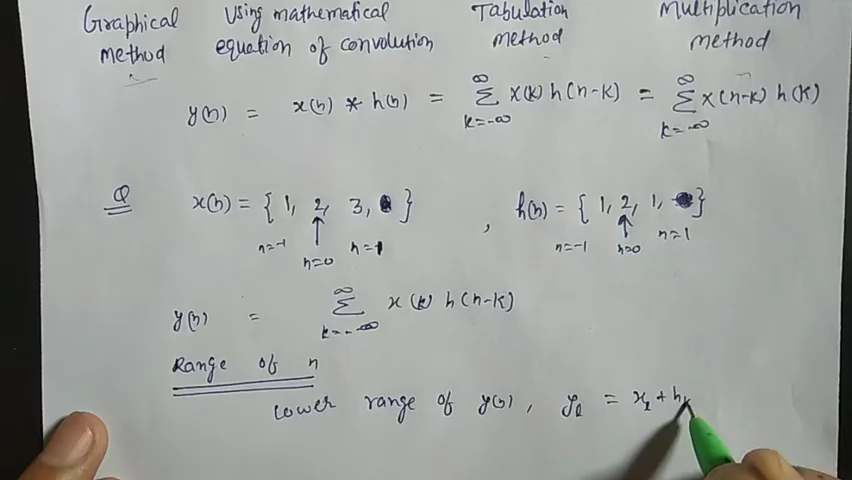 Graphical Using mathematical Tabulation Multiplication
method equation of convolution method method
y(n) = x(n) * h(n) = ∞ Σ k=-∞ x(k) h(n-k) = ∞ Σ k=-∞ x(n-k) h(k)
Q x(n) = { 1, 2, 3, } , h(n) = { 1, 2, 1, }
↑ ↑
n=-1 n=0 n=1 n=-1 n=0 n=1
y(n) = ∞ Σ k=-∞ x(k) h(n-k)
Range of n
Lower range of y(n), yl = xl + h